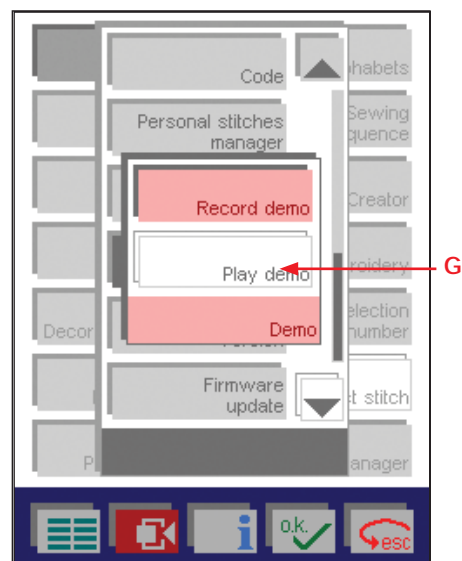 Code
phabets
Personal stitches
manager
Sewing
quence
Record demo
Creator
Play demo
G
roidery
Demo
Decor
election
number
Firmware
update
t stitch
P
anager
i
o.k.
esc